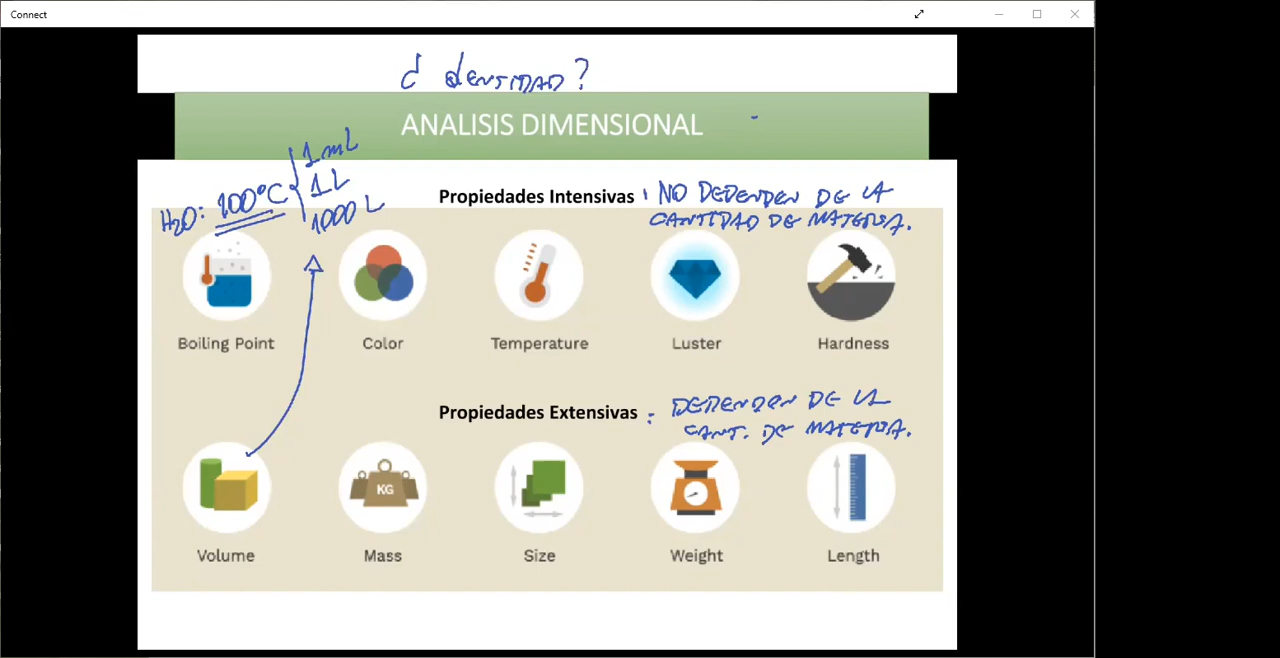 Connect
¿ DENSIDAD ?
ANALISIS DIMENSIONAL
H₂O: 100°C { 1 mL
1 L
1000 L
Propiedades Intensivas : NO DEPENDEN DE LA
CANTIDAD DE MATERIA.
Boiling Point
Color
Temperature
Luster
Hardness
Propiedades Extensivas : DEPENDEN DE LA
CANT. DE MATERIA.
KG
Volume
Mass
Size
Weight
Length